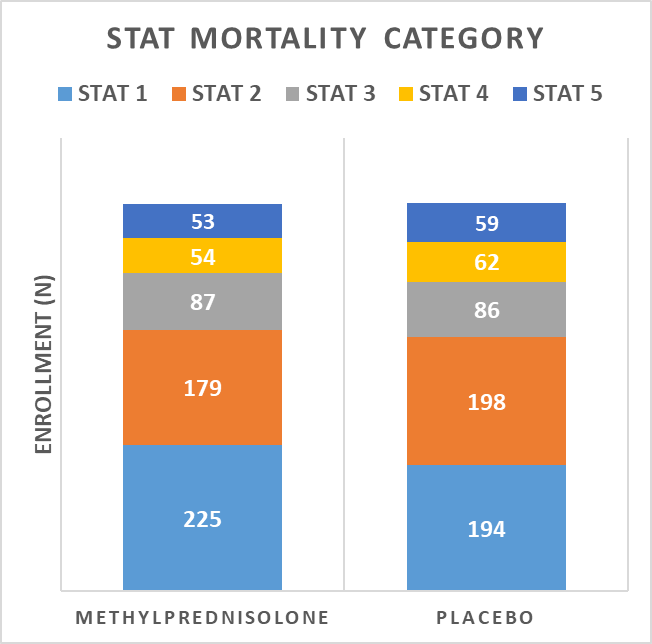 STAT MORTALITY CATEGORY
STAT 1 STAT 2 STAT 3 STAT 4 STAT 5
ENROLLMENT (N)
53
54
87
179
225
59
62
86
198
194
METHYLPREDNISOLONE
PLACEBO